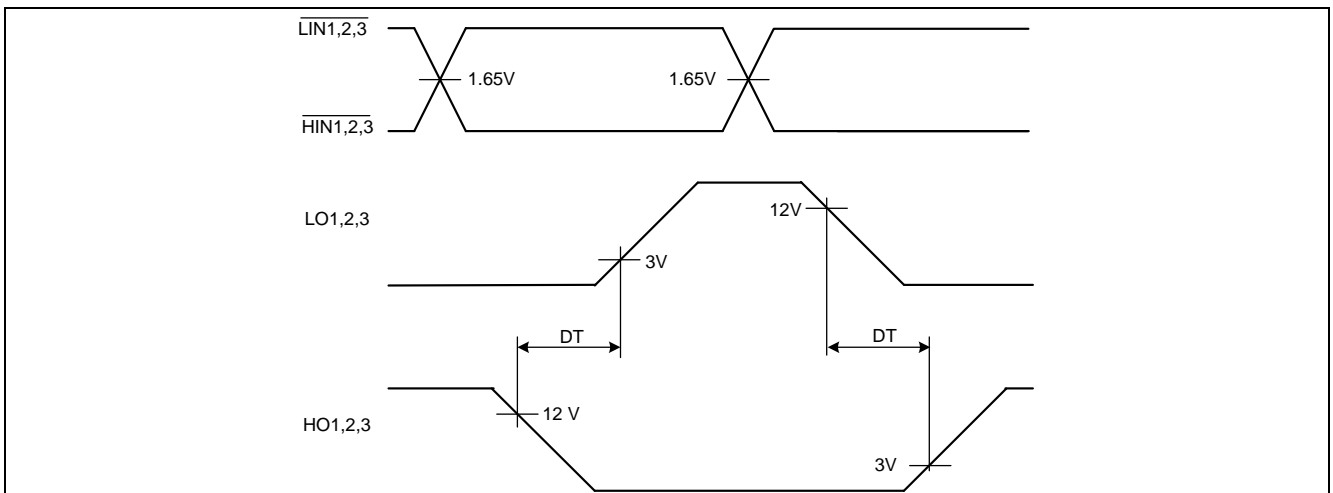 LIN1,2,3
1.65V 1.65V
HIN1,2,3
12V
LO1,2,3
3V
DT DT
12 V
HO1,2,3
3V